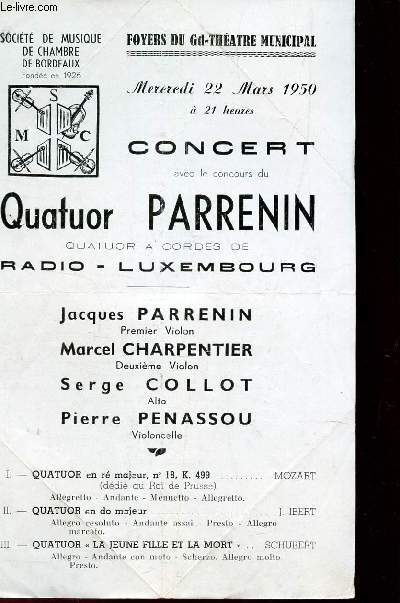 Le-livre.com
SOCIÉTÉ DE MUSIQUE
DE CHAMBRE
DE BORDEAUX
Fondée en 1926
S
M C
FOYERS DU Gd-THÉATRE MUNICIPAL
Mercredi 22 Mars 1950
à 21 heures
CONCERT
avec le concours du
Quatuor PARRENIN
QUATUOR A CORDES DE
RADIO - LUXEMBOURG
Jacques PARRENIN
Premier Violon
Marcel CHARPENTIER
Deuxième Violon
Serge COLLOT
Alto
Pierre PENASSOU
Violoncelle
I. — QUATUOR en ré majeur, n° 18, K. 499 .......... MOZART
(dédié au Roi de Prusse)
Allegretto - Andante - Menuetto - Allegretto.
II. — QUATUOR en do majeur .......... J. IBERT
Allegro resoluto - Andante assai - Presto - Allegro
marcato.
III. — QUATUOR « LA JEUNE FILLE ET LA MORT » .. SCHUBERT
Allegro - Andante con moto - Scherzo. Allegro molto
Presto.